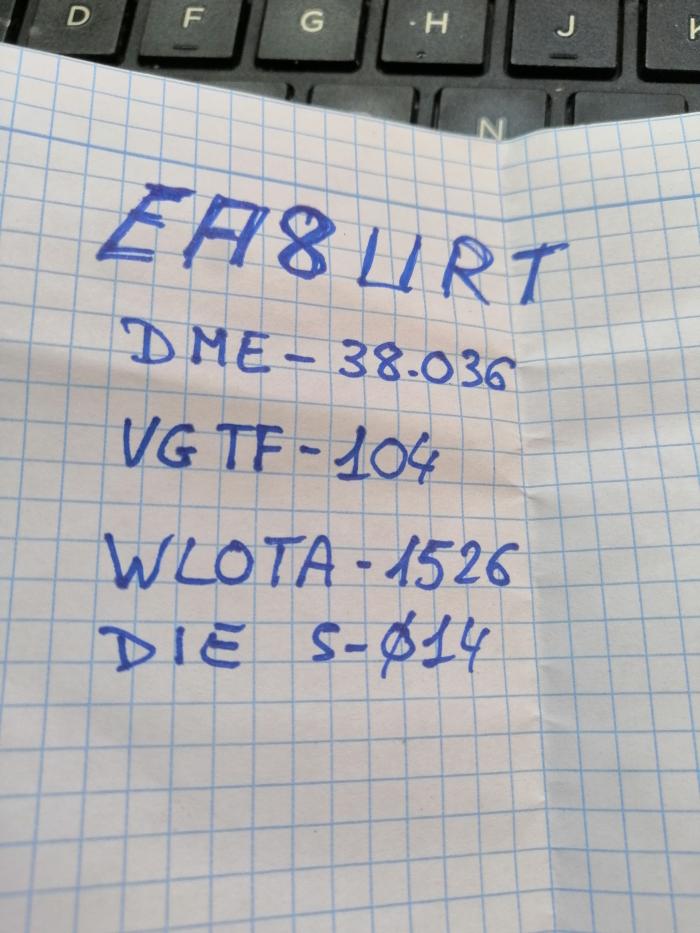 D F G H J K
N
EA8URT
DME-38.036
VGTF-104
WLOTA-1526
DIE S-Ø14